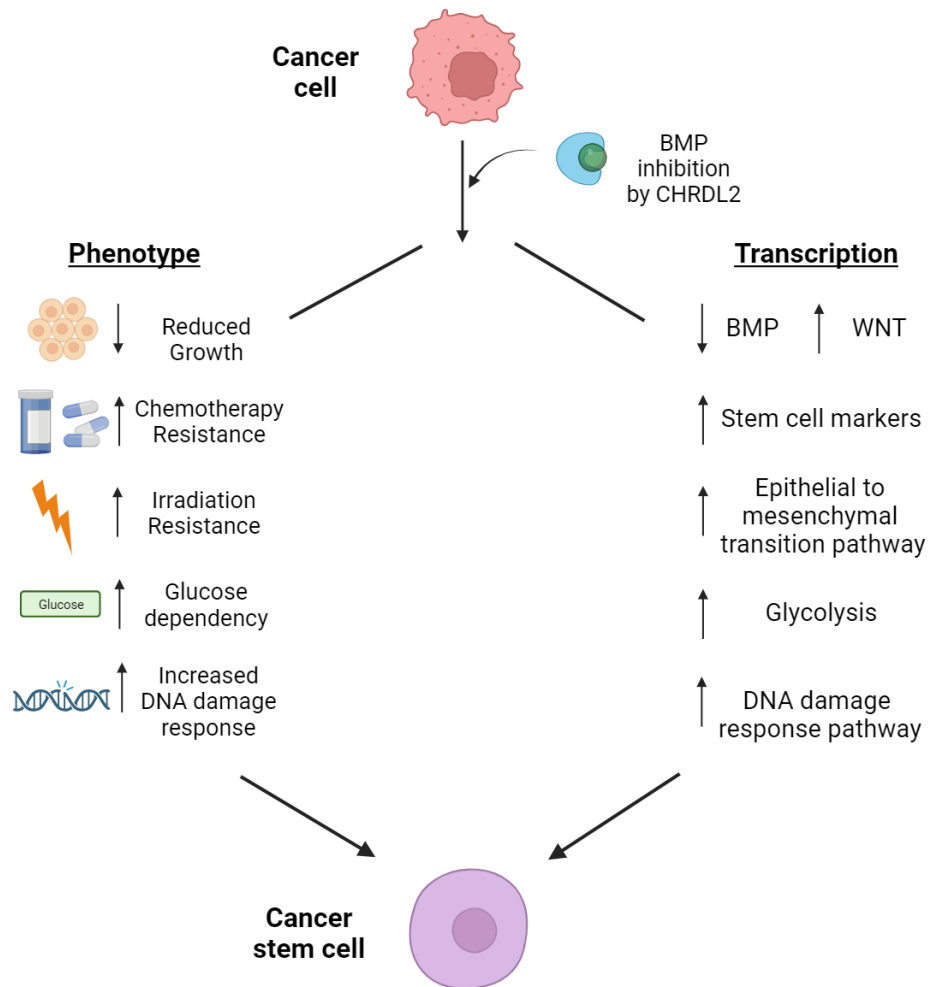 Cancer
cell
BMP
inhibition
by CHRDL2
Phenotype
Reduced
Growth
Chemotherapy
Resistance
Irradiation
Resistance
Glucose
Glucose
dependency
Increased
DNA damage
response
Transcription
BMP
WNT
Stem cell markers
Epithelial to
mesenchymal
transition pathway
Glycolysis
DNA damage
response pathway
Cancer
stem cell